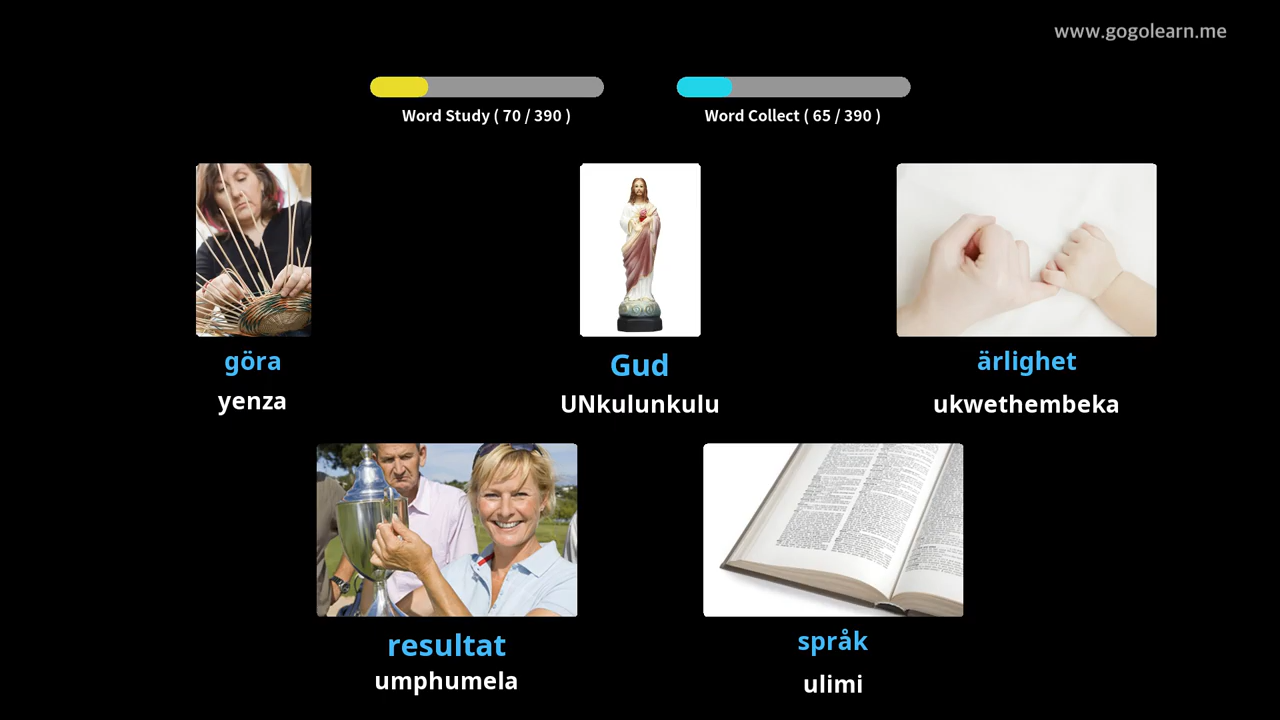 www.gogolearn.me
Word Study ( 70 / 390 )
Word Collect ( 65 / 390 )
göra
yenza
Gud
UNkulunkulu
ärlighet
ukwethembeka
resultat
umphumela
språk
ulimi